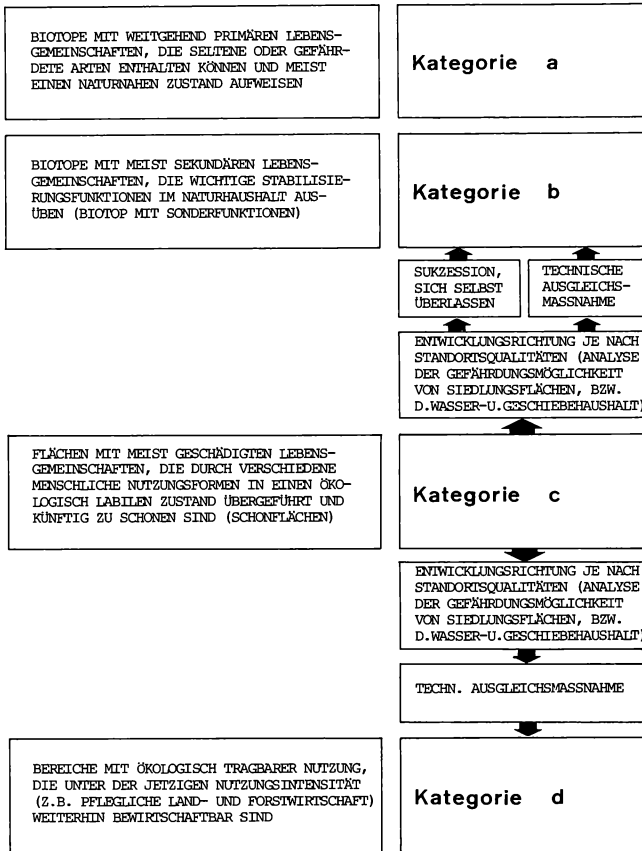 BIOTOPE MIT WEITGEHEND PRIMÄREN LEBENS-
GEMEINSCHAFTEN, DIE SELTENE ODER GEFÄHR-
DETE ARTEN ENTHALTEN KÖNNEN UND MEIST
EINEN NATURNAHEN ZUSTAND AUFWEISEN
Kategorie a
BIOTOPE MIT MEIST SEKUNDÄREN LEBENS-
GEMEINSCHAFTEN, DIE WICHTIGE STABILISIE-
RUNGSFUNKTIONEN IM NATURHAUSHALT AUS-
ÜBEN (BIOTOP MIT SONDERFUNKTIONEN)
Kategorie b
SUKZESSION,
SICH SELBST
ÜBERLASSEN
TECHNISCHE
AUSGLEICHS-
MASSNAHME
ENTWICKLUNGSRICHTUNG JE NACH
STANDORTSQUALITÄTEN (ANALYSE
DER GEFÄHRDUNGSMÖGLICHKEIT
VON SIEDLUNGSFLÄCHEN, BZW.
D.WASSER-U.GESCHIEBEHAUSHALT)
FLÄCHEN MIT MEIST GESCHÄDIGTEN LEBENS-
GEMEINSCHAFTEN, DIE DURCH VERSCHIEDENE
MENSCHLICHE NUTZUNGSFORMEN IN EINEN ÖKO-
LOGISCH LABILEN ZUSTAND ÜBERGEFÜHRT UND
KÜNFTIG ZU SCHONEN SIND (SCHONFLÄCHEN)
Kategorie c
ENTWICKLUNGSRICHTUNG JE NACH
STANDORTSQUALITÄTEN (ANALYSE
DER GEFÄHRDUNGSMÖGLICHKEIT
VON SIEDLUNGSFLÄCHEN, BZW.
D.WASSER-U.GESCHIEBEHAUSHALT)
TECHN. AUSGLEICHSMASSNAHME
BEREICHE MIT ÖKOLOGISCH TRAGBARER NUTZUNG,
DIE UNTER DER JETZIGEN NUTZUNGSINTENSITÄT
(Z.B. PFLEGLICHE LAND- UND FORSTWIRTSCHAFT)
WEITERHIN BEWIRTSCHAFTBAR SIND
Kategorie d